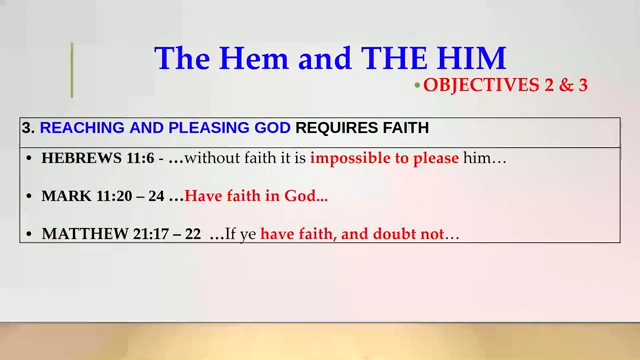 The Hem and THE HIM
•OBJECTIVES 2 & 3
3. REACHING AND PLEASING GOD REQUIRES FAITH
• HEBREWS 11:6 - …without faith it is impossible to please him…
• MARK 11:20 – 24 …Have faith in God...
• MATTHEW 21:17 – 22 …If ye have faith, and doubt not…